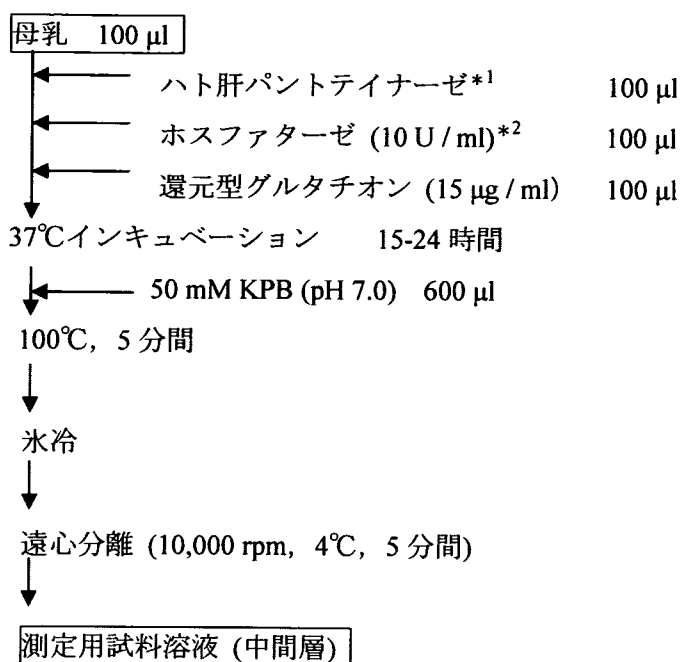 母乳 100 μl
ハト肝パントテイナーゼ*1 100 μl
ホスファターゼ (10 U / ml)*2 100 μl
還元型グルタチオン (15 μg / ml) 100 μl
37℃インキュベーション 15-24 時間
50 mM KPB (pH 7.0) 600 μl
100℃, 5 分間
氷冷
遠心分離 (10,000 rpm, 4℃, 5 分間)
測定用試料溶液 (中間層)